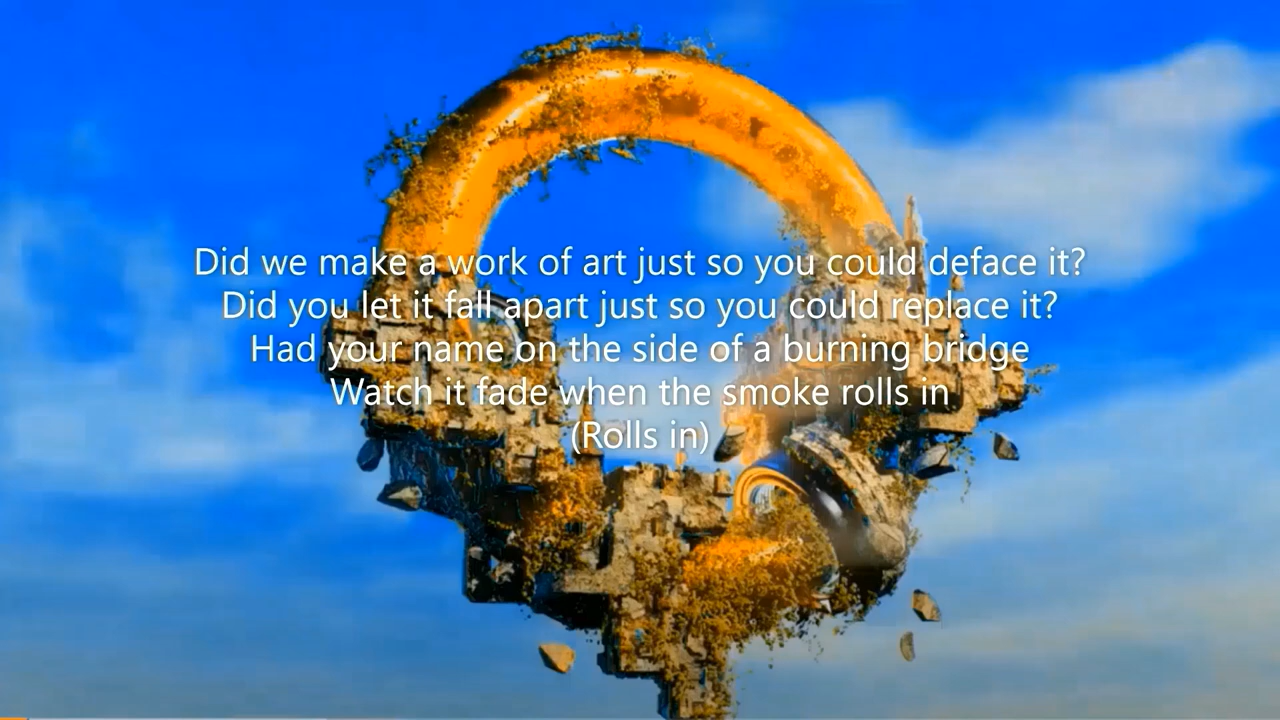 Did we make a work of art just so you could deface it?
Did you let it fall apart just so you could replace it?
Had your name on the side of a burning bridge
Watch it fade when the smoke rolls in
(Rolls in)